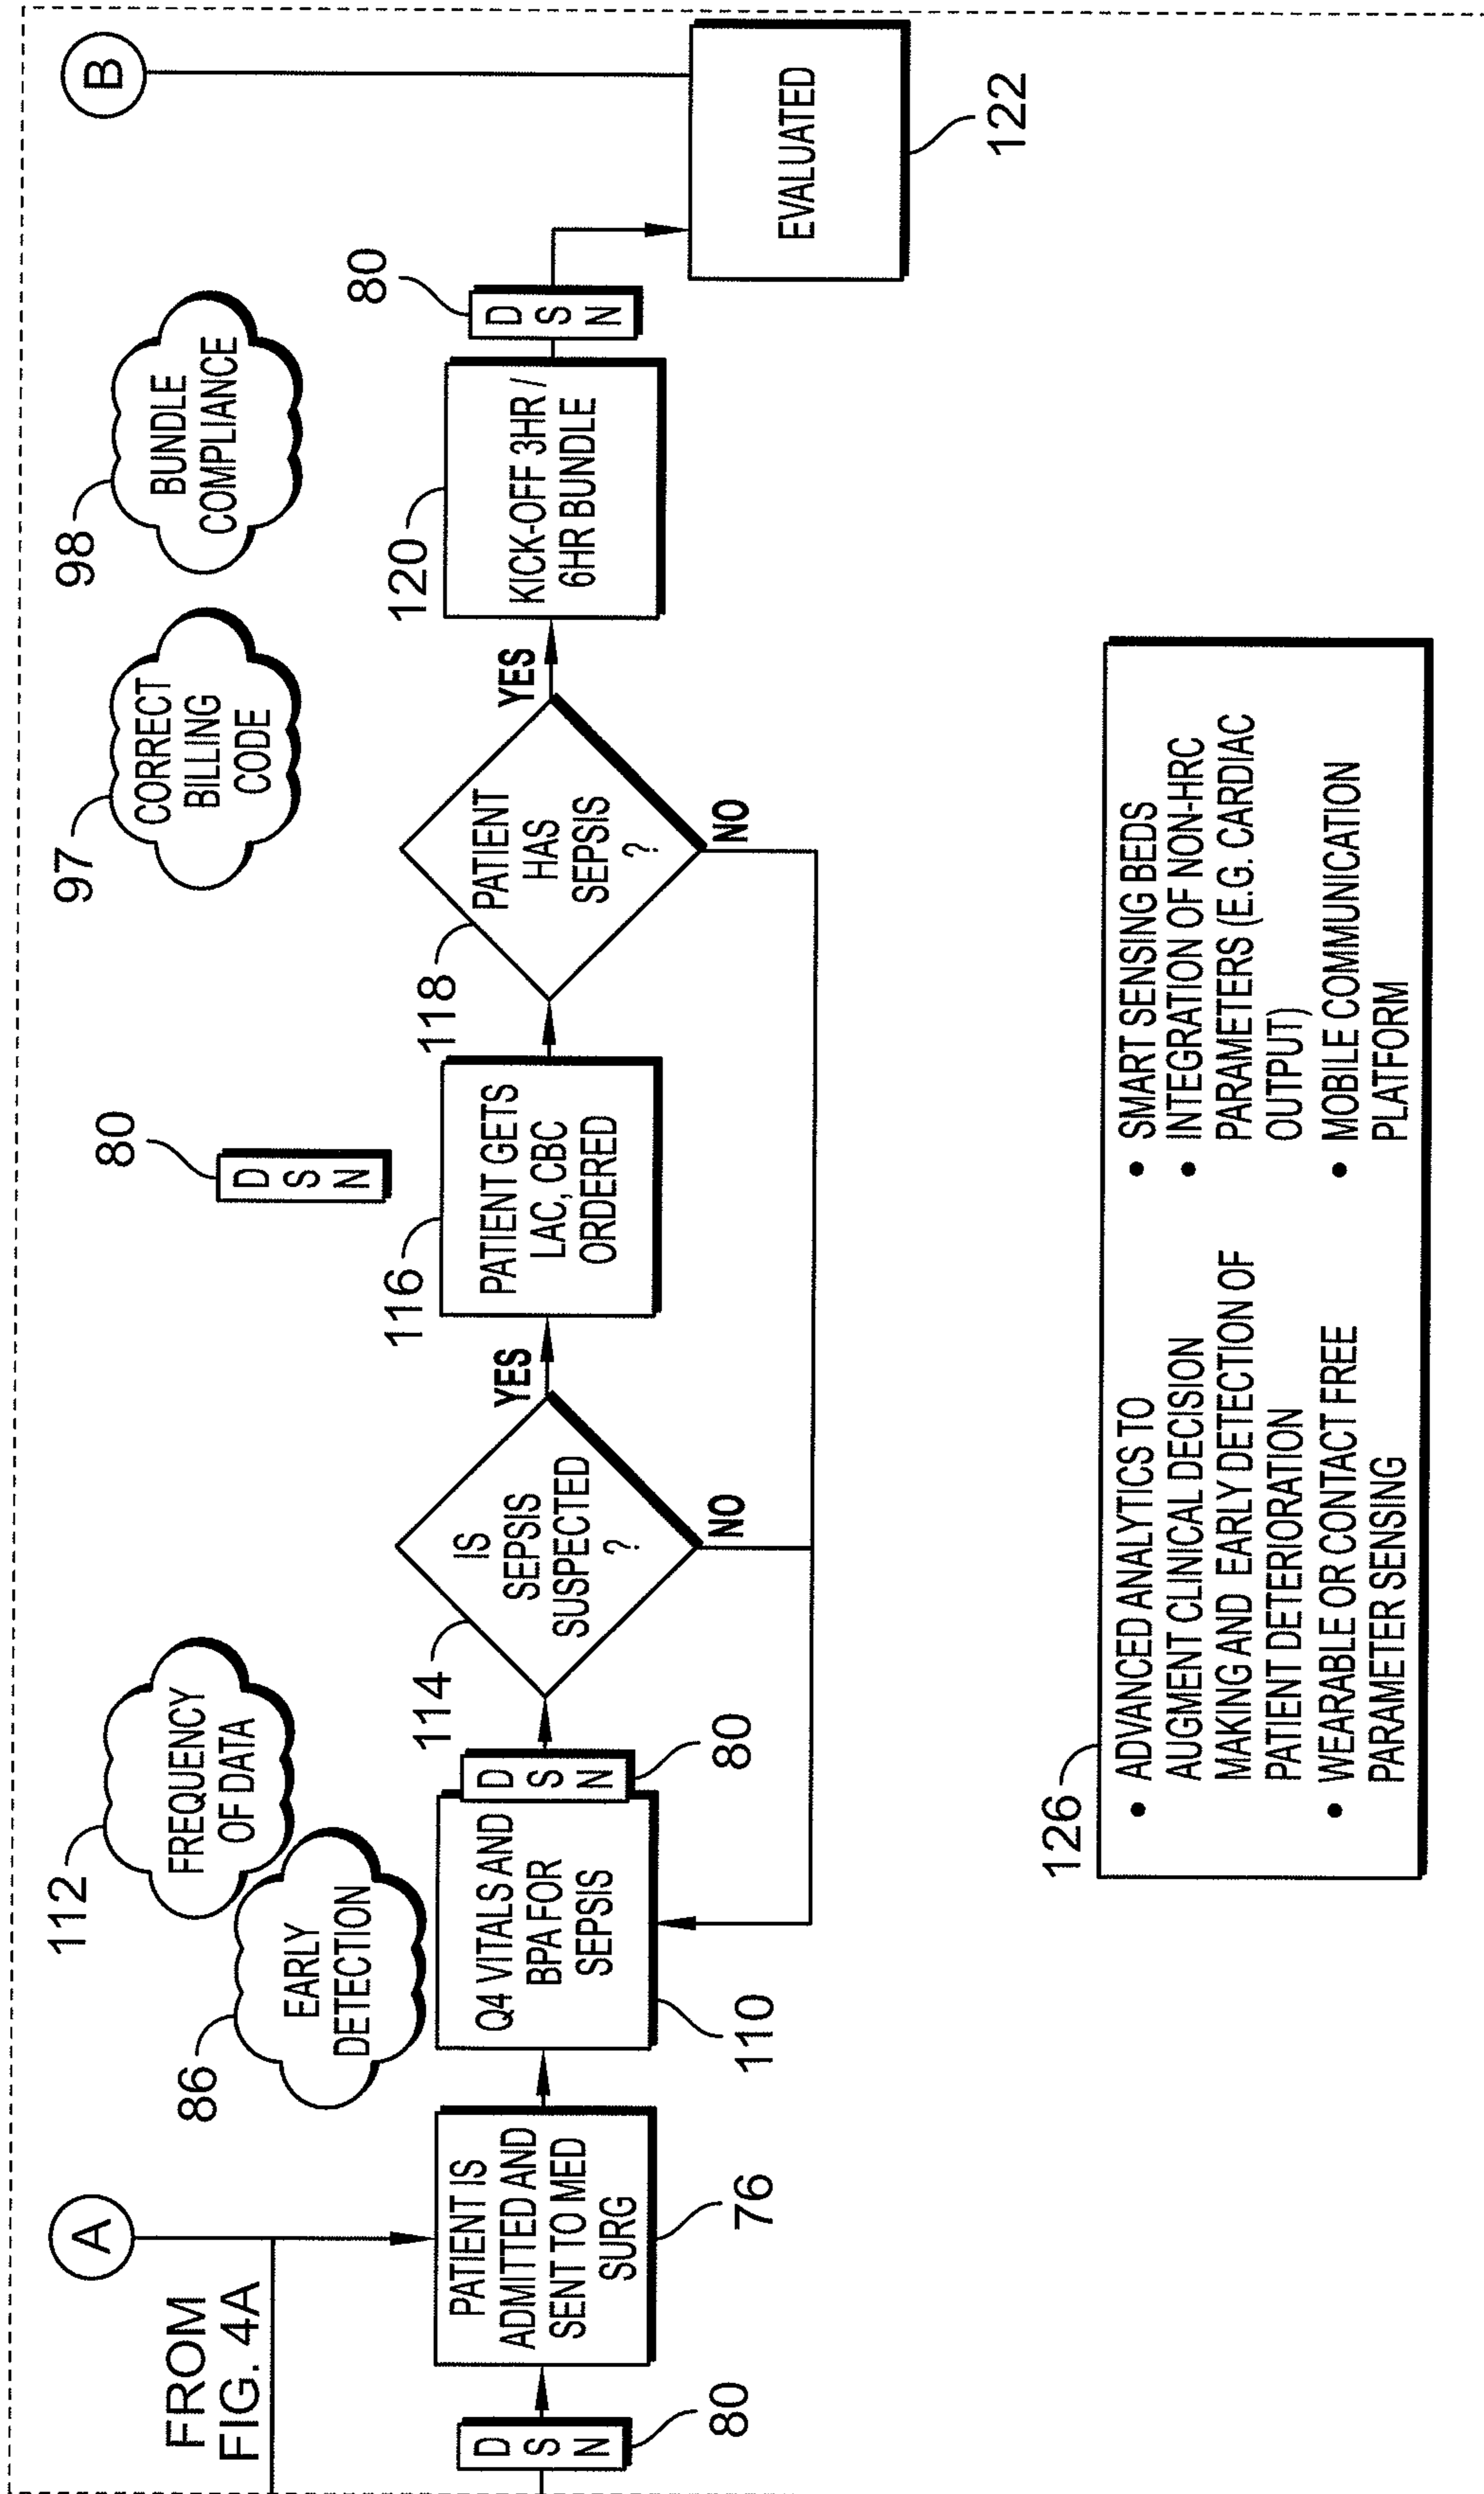 FROM
FIG. 4A
A
D
S
N
80
PATIENT IS
ADMITTED AND
SENT TO MED
SURG
76
86
EARLY
DETECTION
112
FREQUENCY
OF DATA
Q4 VITALS AND
BPA FOR
SEPSIS
110
D
S
N
80
114
IS
SEPSIS
SUSPECTED
?
YES
NO
116
PATIENT GETS
LAC, CBC
ORDERED
80
D
S
N
118
PATIENT
HAS
SEPSIS
?
YES
NO
97
CORRECT
BILLING
CODE
98
BUNDLE
COMPLIANCE
120
KICK-OFF 3HR /
6HR BUNDLE
80
D
S
N
B
EVALUATED
122
126
• ADVANCED ANALYTICS TO
AUGMENT CLINICAL DECISION
MAKING AND EARLY DETECTION OF
PATIENT DETERIORATION
• WEARABLE OR CONTACT FREE
PARAMETER SENSING
• SMART SENSING BEDS
• INTEGRATION OF NON-HRC
PARAMETERS (E.G. CARDIAC
OUTPUT)
• MOBILE COMMUNICATION
PLATFORM